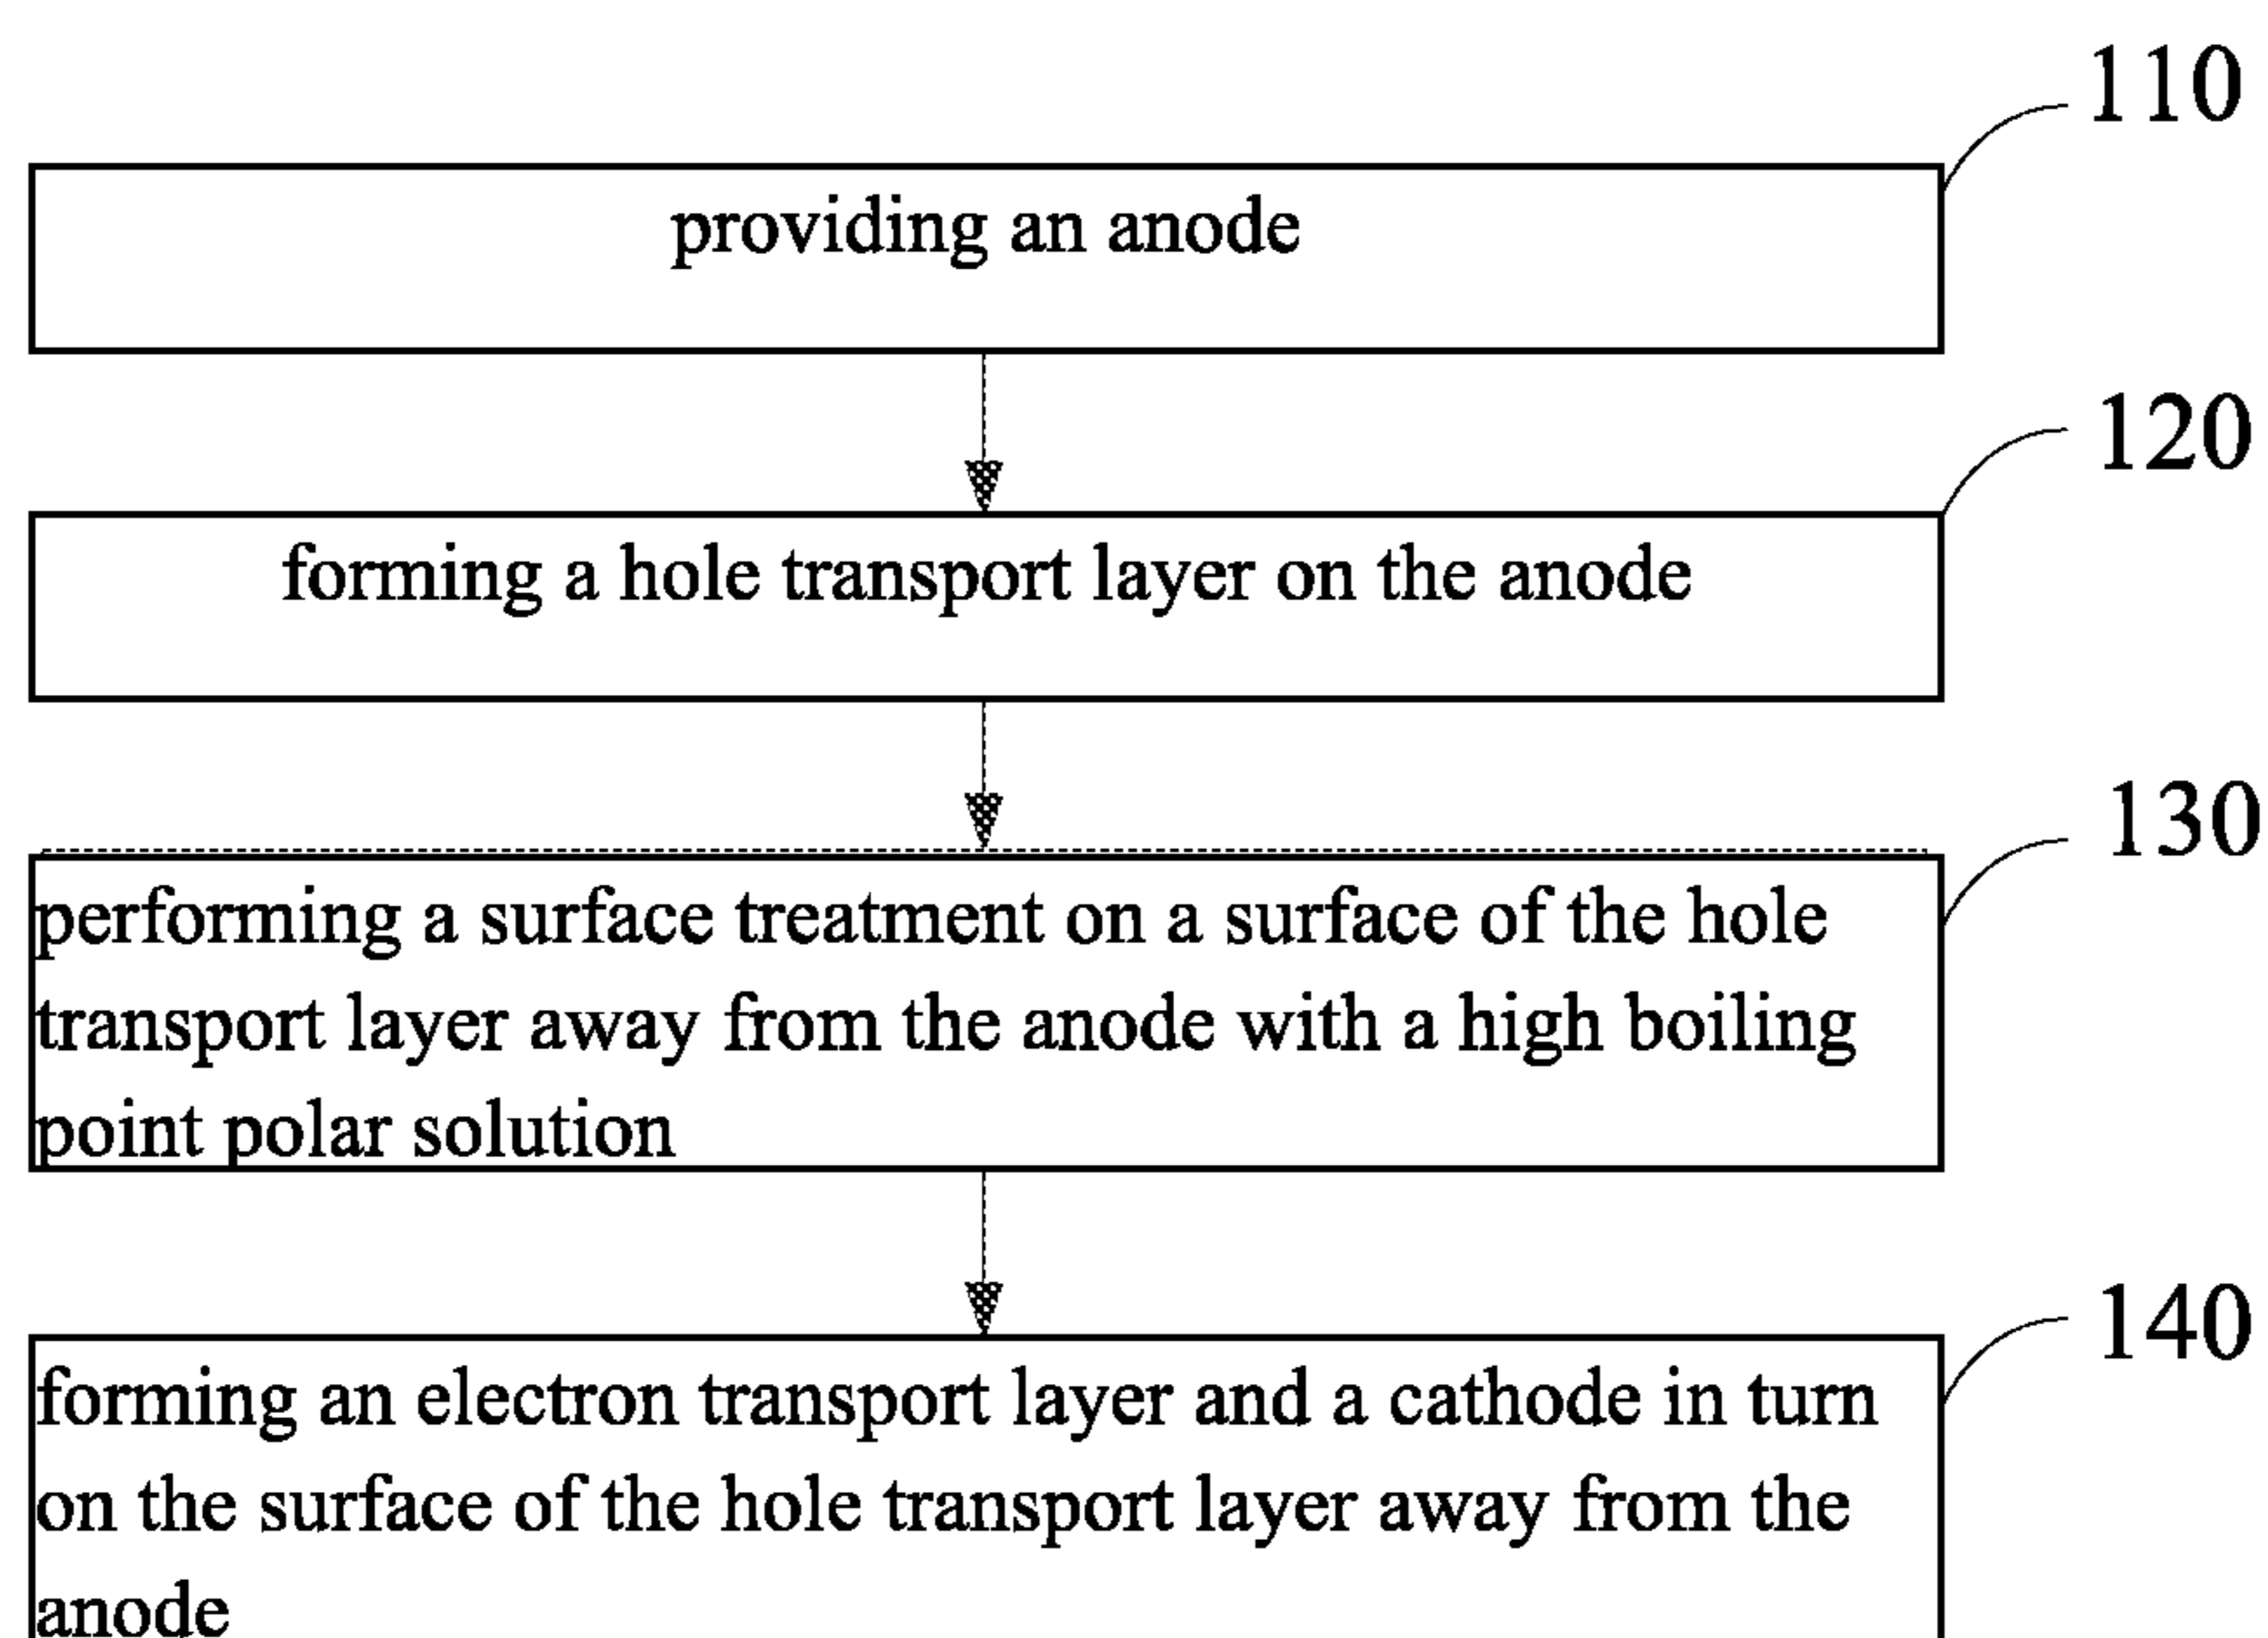 110
providing an anode
120
forming a hole transport layer on the anode
130
performing a surface treatment on a surface of the hole
transport layer away from the anode with a high boiling
point polar solution
140
forming an electron transport layer and a cathode in turn
on the surface of the hole transport layer away from the
anode